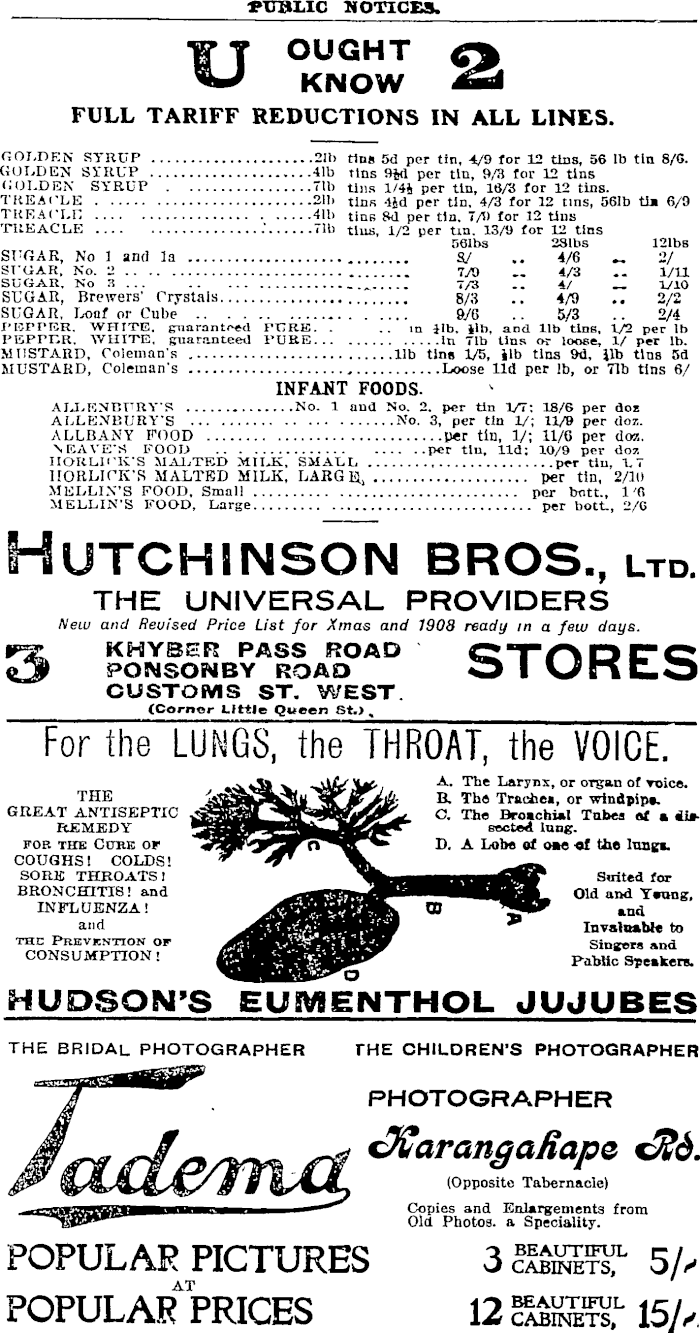 PUBLIC NOTICES.
U OUGHT KNOW 2
FULL TARIFF REDUCTIONS IN ALL LINES.
GOLDEN SYRUP ......................2lb tins 5d per tin, 4/9 for 12 tins, 56 lb tin 8/6.
GOLDEN SYRUP ......................4lb tins 9½d per tin, 9/3 for 12 tins
GOLDEN SYRUP . ....................7lb tins 1/4½ per tin, 16/3 for 12 tins.
TREACLE ...... ....................2lb tins 4½d per tin, 4/3 for 12 tins, 56lb tin 6/9
TREACLE .... ......................4lb tins 8d per tin, 7/9 for 12 tins
TREACLE .... ......................7lb tins, 1/2 per tin, 13/9 for 12 tins
56lbs 28lbs 12lbs
SUGAR, No 1 and 1a .................... 8/ .. 4/6 .. 2/
SUGAR, No. 2 .. .. .................... 7/9 .. 4/3 .. 1/11
SUGAR, No 3 ... .. .................... 7/3 .. 4/ .. 1/10
SUGAR, Brewers' Crystals................ 8/3 .. 4/9 .. 2/2
SUGAR, Loaf or Cube .................... 9/6 .. 5/3 .. 2/4
PEPPER, WHITE, guaranteed PURE. . .. .. in ¼lb, ½lb, and 1lb tins, 1/2 per lb
PEPPER, WHITE, guaranteed PURE... .. ......In 7lb tins or loose, 1/ per lb.
MUSTARD, Coleman's ......................1lb tins 1/5, ½lb tins 9d, ¼lb tins 5d
MUSTARD, Coleman's ......................Loose 11d per lb, or 7lb tins 6/
INFANT FOODS.
ALLENBURY'S .............No. 1 and No. 2, per tin 1/7; 18/6 per doz
ALLENBURY'S ... ....................No. 3, per tin 1/; 11/9 per doz.
ALLBANY FOOD ..............................per tin, 1/; 11/6 per doz.
NEAVE'S FOOD .. .. .. ..............per tin, 11d; 10/9 per doz
HORLICK'S MALTED MILK, SMALL ......................per tin, 1/7
HORLICK'S MALTED MILK, LARGE, .................. per tin, 2/10
MELLIN'S FOOD, Small ............................ per bott., 1/6
MELLIN'S FOOD, Large............................. per bott., 2/6
HUTCHINSON BROS., LTD.
THE UNIVERSAL PROVIDERS
New and Revised Price List for Xmas and 1908 ready in a few days.
3 KHYBER PASS ROAD
PONSONBY ROAD
CUSTOMS ST. WEST.
(Corner Little Queen St.),
STORES
For the LUNGS, the THROAT, the VOICE.
THE
GREAT ANTISEPTIC
REMEDY
FOR THE CURE OF
COUGHS! COLDS!
SORE THROATS!
BRONCHITIS! and
INFLUENZA!
and
THE PREVENTION OF
CONSUMPTION!
C
B
A
D
A. The Larynx, or organ of voice.
B. The Trachea, or windpipe.
C. The Bronchial Tubes of a dis-
sected lung.
D. A Lobe of one of the lungs.
Suited for
Old and Young,
and
Invaluable to
Singers and
Public Speakers.
HUDSON'S EUMENTHOL JUJUBES
THE BRIDAL PHOTOGRAPHER THE CHILDREN'S PHOTOGRAPHER
Tadema
PHOTOGRAPHER
Karangahape Rd.
(Opposite Tabernacle)
Copies and Enlargements from
Old Photos. a Speciality.
POPULAR PICTURES
AT
POPULAR PRICES
3 BEAUTIFUL CABINETS, 5/-
12 BEAUTIFUL CABINETS, 15/-